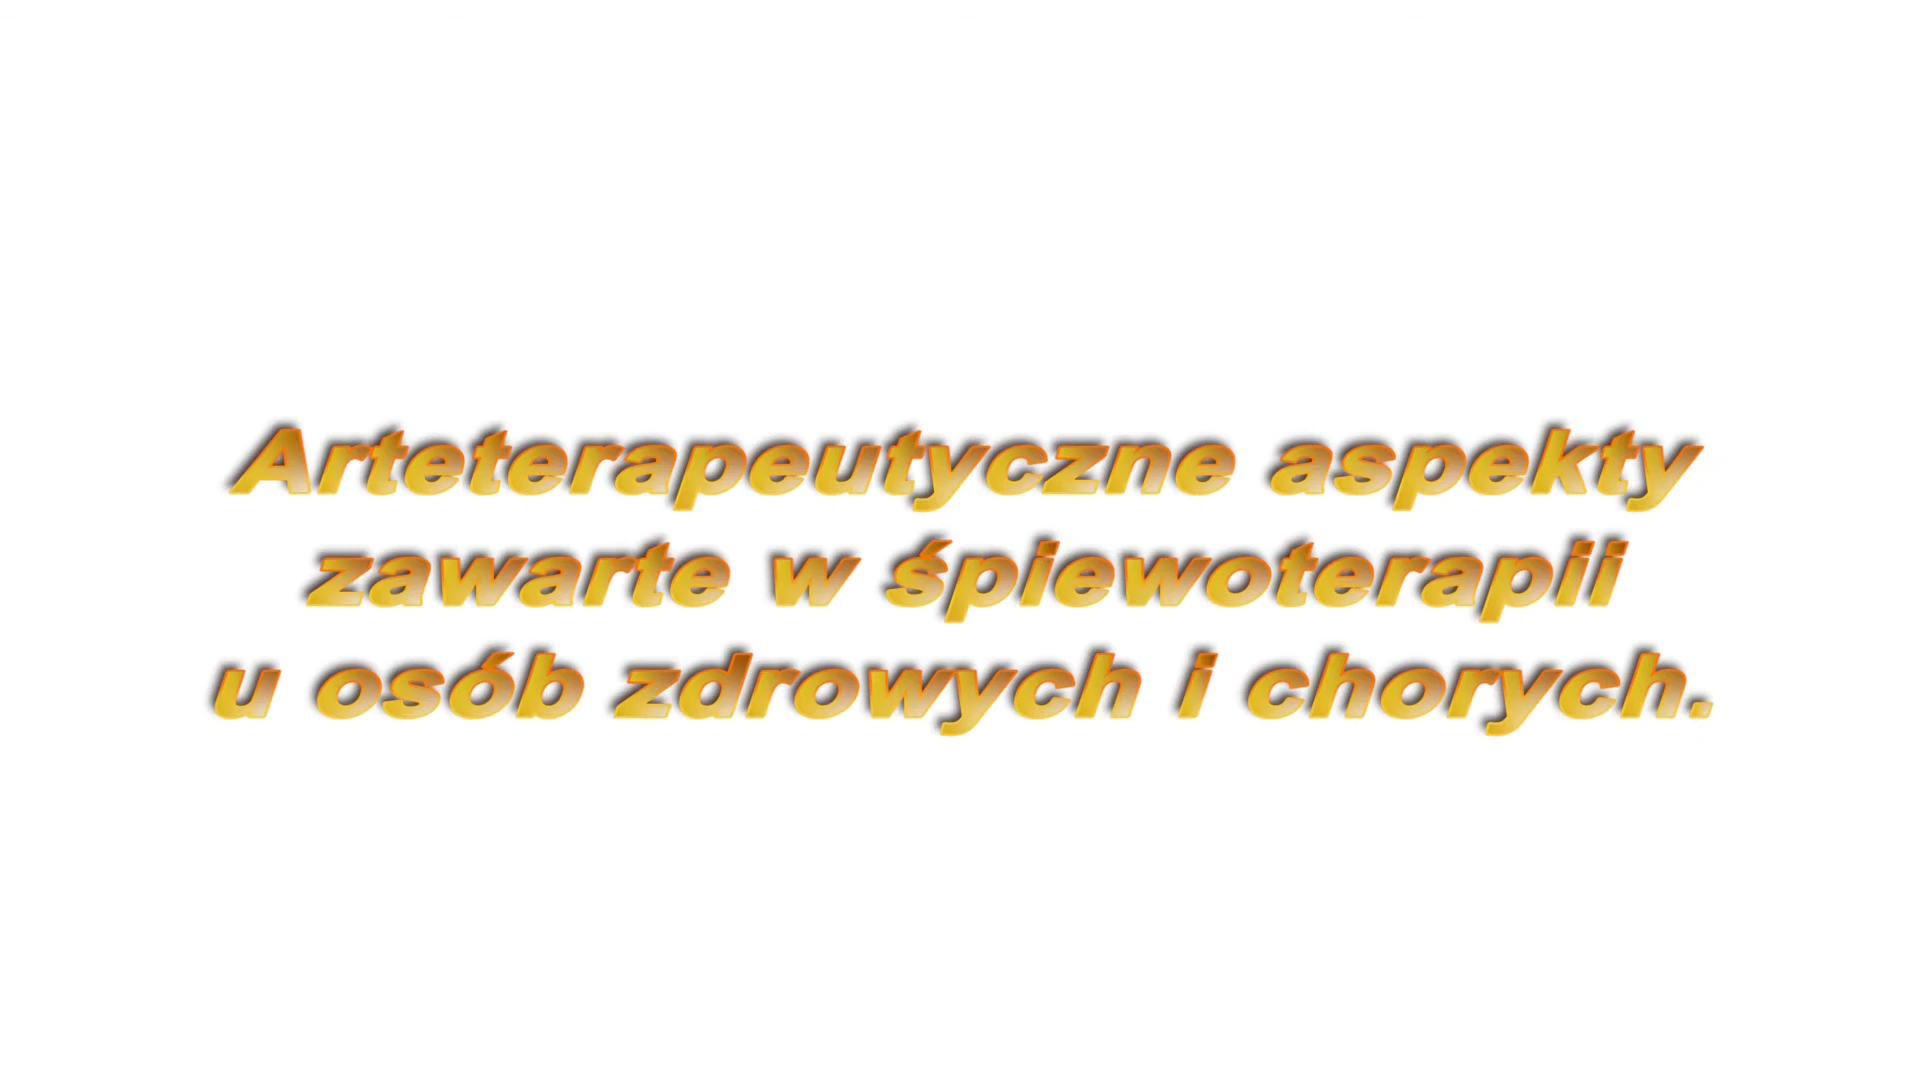 Arteterapeutyczne aspekty
zawarte w śpiewoterapii
u osób zdrowych i chorych.